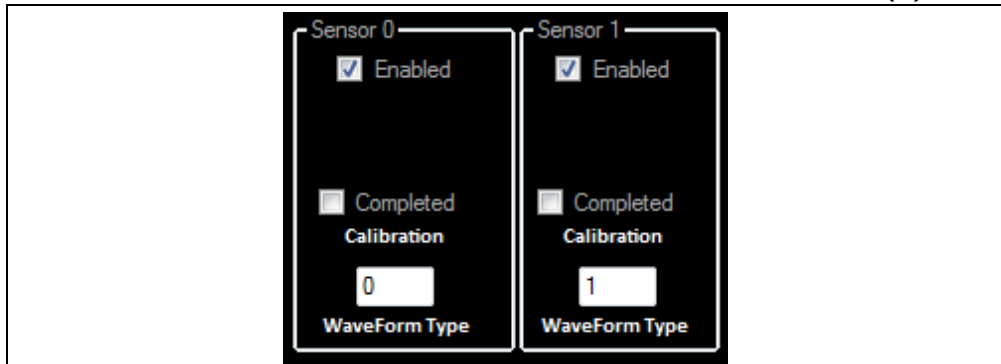 Sensor 0
Enabled
Completed
Calibration
0
WaveForm Type
Sensor 1
Enabled
Completed
Calibration
1
WaveForm Type